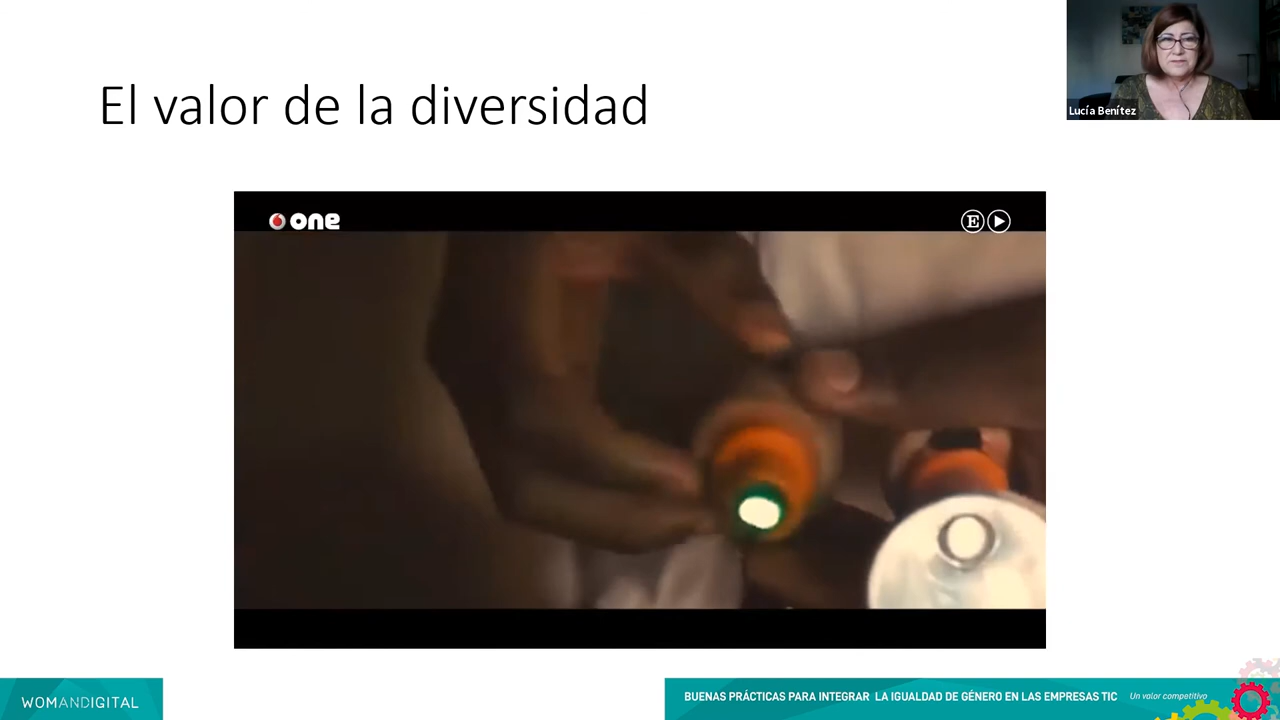 El valor de la diversidad
Lucía Benítez
one
E
WOMANDIGITAL
BUENAS PRÁCTICAS PARA INTEGRAR LA IGUALDAD DE GÉNERO EN LAS EMPRESAS TIC
Un valor competitivo